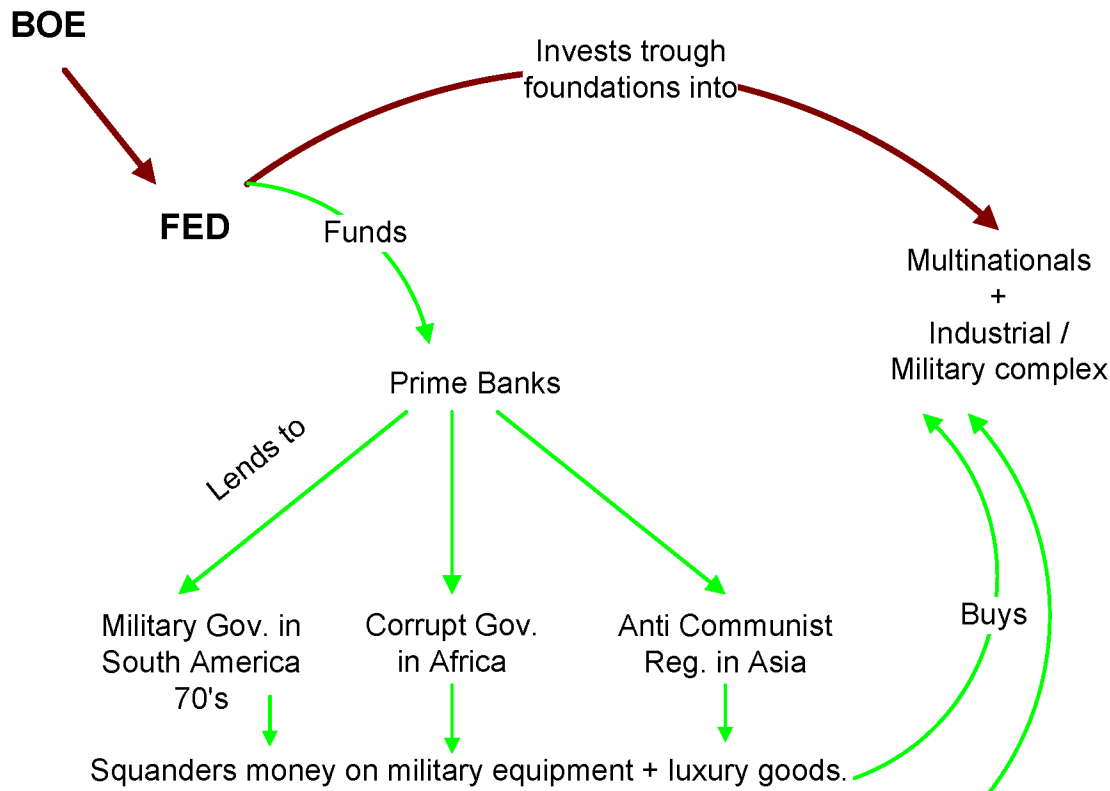 BOE
Invests trough
foundations into
FED
Funds
Multinationals
+
Industrial /
Military complex
Prime Banks
Lends to
Military Gov. in
South America
70's
Corrupt Gov.
in Africa
Anti Communist
Reg. in Asia
Buys
Squanders money on military equipment + luxury goods.